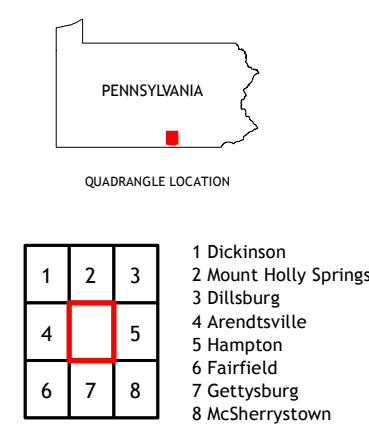 PENNSYLVANIA
QUADRANGLE LOCATION
1 2 3
4 5
6 7 8
1 Dickinson
2 Mount Holly Springs
3 Dillsburg
4 Arendtsville
5 Hampton
6 Fairfield
7 Gettysburg
8 McSherrystown